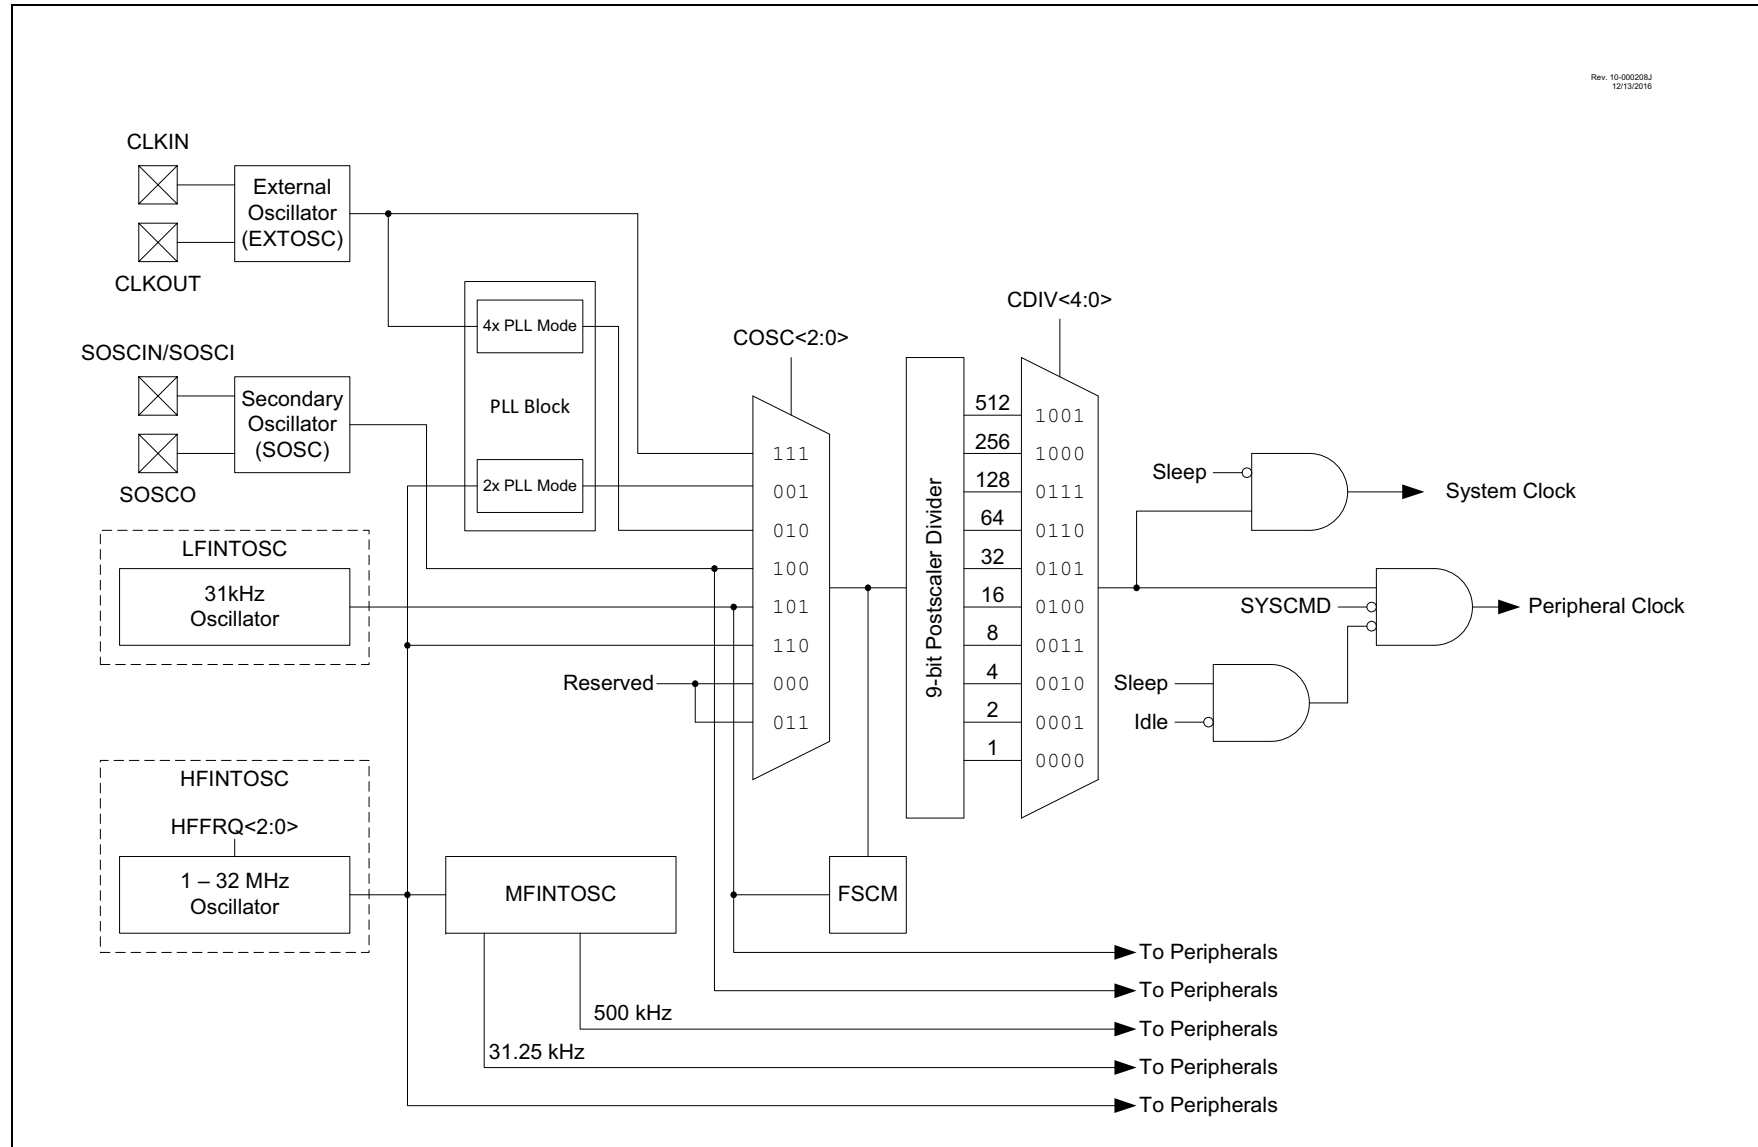 Rev. 10-000208J
12/13/2016
CLKIN
External
Oscillator
(EXTOSC)
CLKOUT
4x PLL Mode
PLL Block
2x PLL Mode
SOSCIN/SOSCI
Secondary
Oscillator
(SOSC)
SOSCO
LFINTOSC
31kHz
Oscillator
Reserved
HFINTOSC
HFFRQ<2:0>
1 – 32 MHz
Oscillator
MFINTOSC
500 kHz
31.25 kHz
COSC<2:0>
111
001
010
100
101
110
000
011
FSCM
9-bit Postscaler Divider
CDIV<4:0>
512 1001
256 1000
128 0111
64 0110
32 0101
16 0100
8 0011
4 0010
2 0001
1 0000
Sleep
System Clock
SYSCMD
Peripheral Clock
Sleep
Idle
To Peripherals
To Peripherals
To Peripherals
To Peripherals
To Peripherals